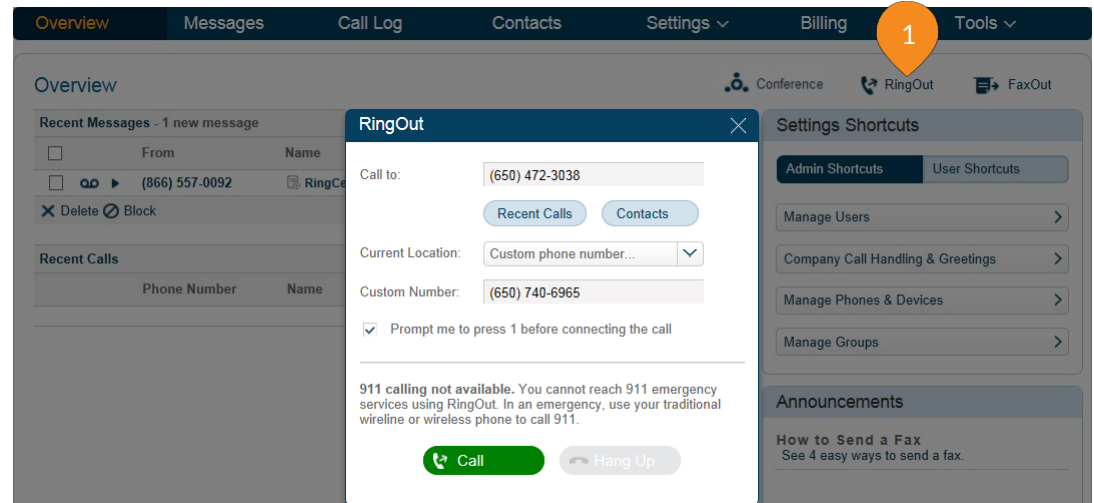 Overview Messages Call Log Contacts Settings Billing Tools
1
Overview
Conference RingOut FaxOut
Recent Messages - 1 new message
From Name
(866) 557-0092 RingCe
Delete Block
Recent Calls
Phone Number Name
RingOut
Call to: (650) 472-3038
Recent Calls Contacts
Current Location: Custom phone number...
Custom Number: (650) 740-6965
Prompt me to press 1 before connecting the call
911 calling not available. You cannot reach 911 emergency
services using RingOut. In an emergency, use your traditional
wireline or wireless phone to call 911.
Call Hang Up
Settings Shortcuts
Admin Shortcuts User Shortcuts
Manage Users
Company Call Handling & Greetings
Manage Phones & Devices
Manage Groups
Announcements
How to Send a Fax
See 4 easy ways to send a fax.